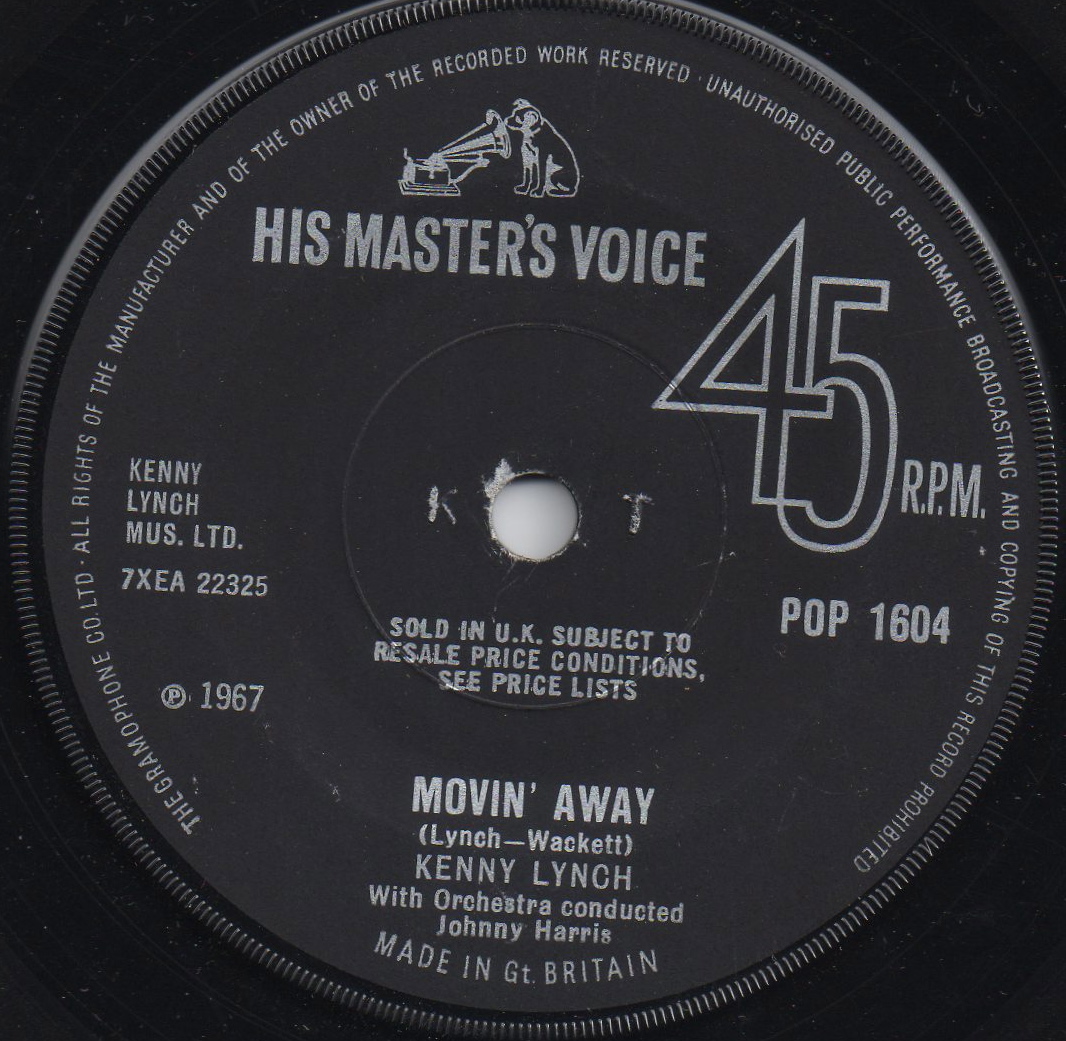 THE GRAMOPHONE CO. LTD · ALL RIGHTS OF THE MANUFACTURER AND OF THE OWNER OF THE RECORDED WORK RESERVED · UNAUTHORISED PUBLIC PERFORMANCE BROADCASTING AND COPYING OF THIS RECORD PROHIBITED
HIS MASTER'S VOICE
45
R.P.M.
KENNY
LYNCH
MUS. LTD.
7XEA 22325
K T
POP 1604
SOLD IN U.K. SUBJECT TO
RESALE PRICE CONDITIONS,
SEE PRICE LISTS
℗ 1967
MOVIN' AWAY
(Lynch—Wackett)
KENNY LYNCH
With Orchestra conducted
Johnny Harris
MADE IN Gt. BRITAIN